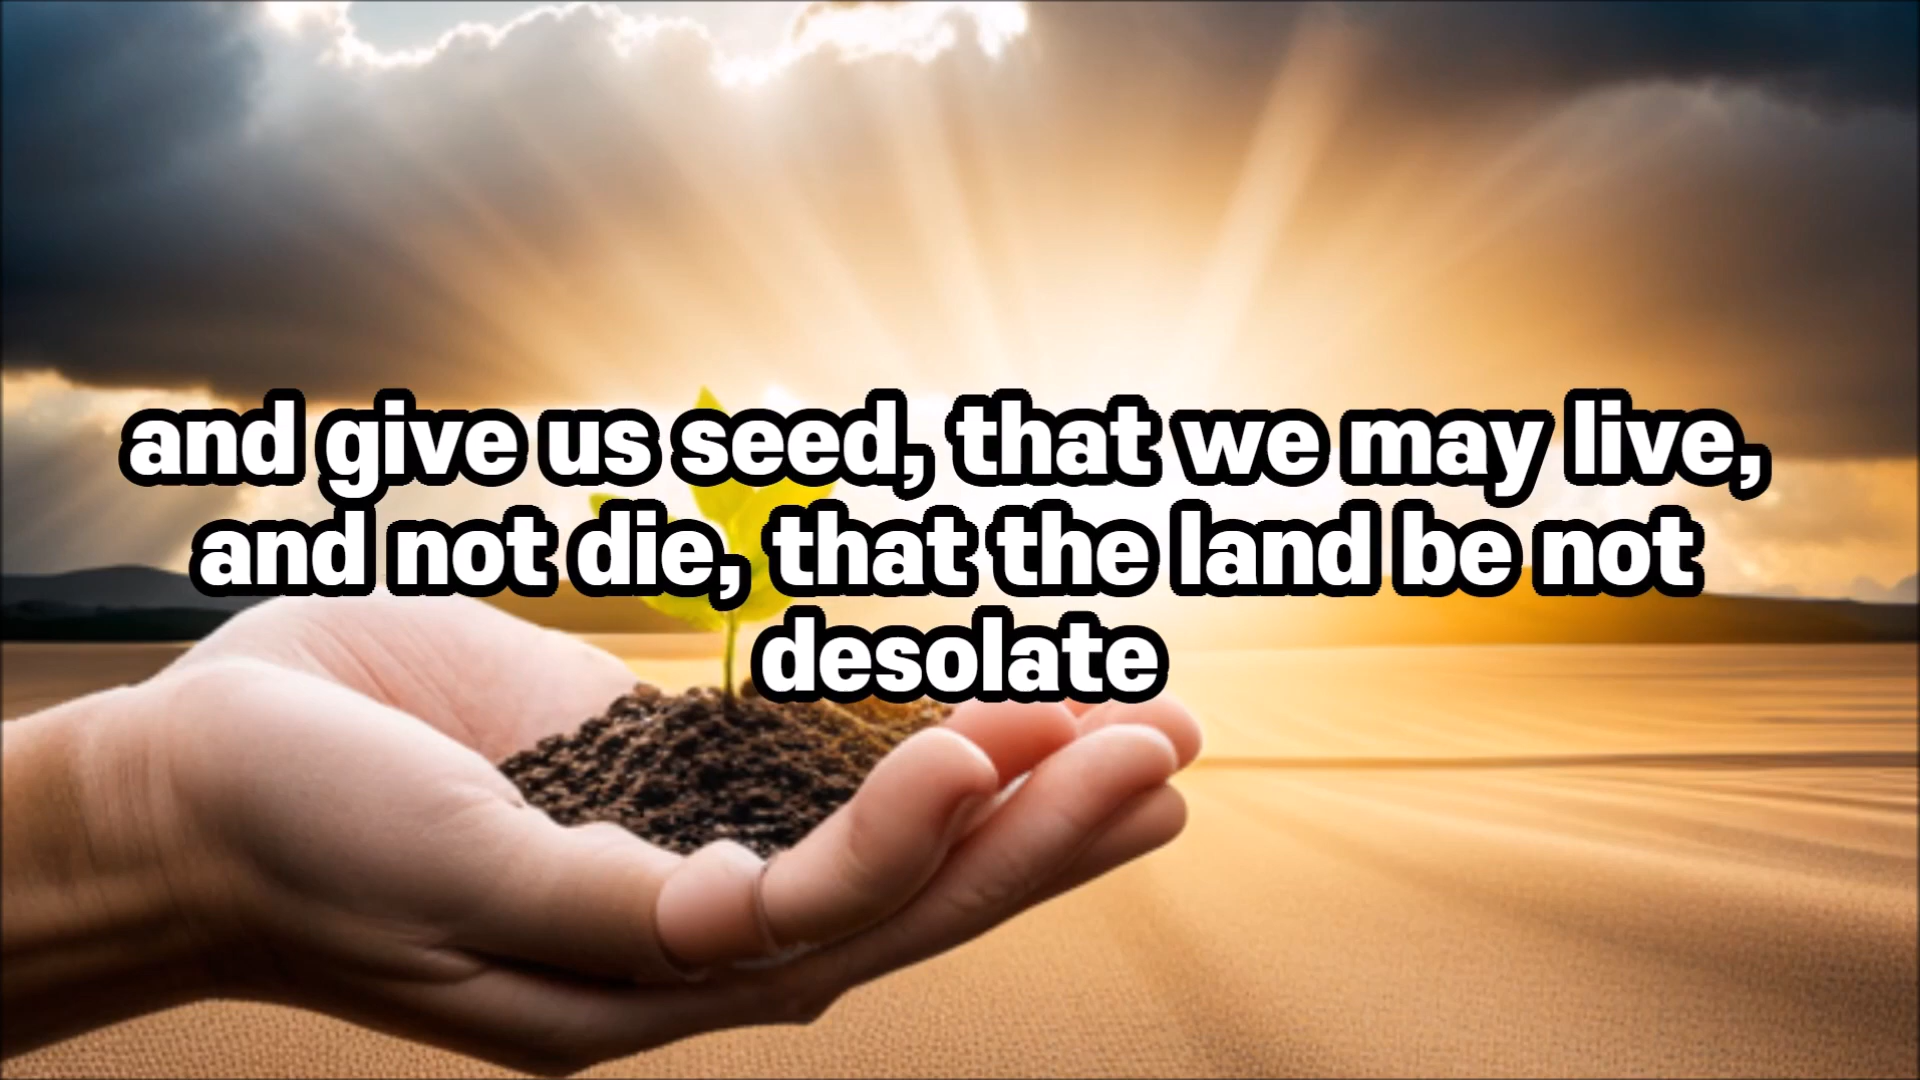 and give us seed, that we may live,
and not die, that the land be not
desolate